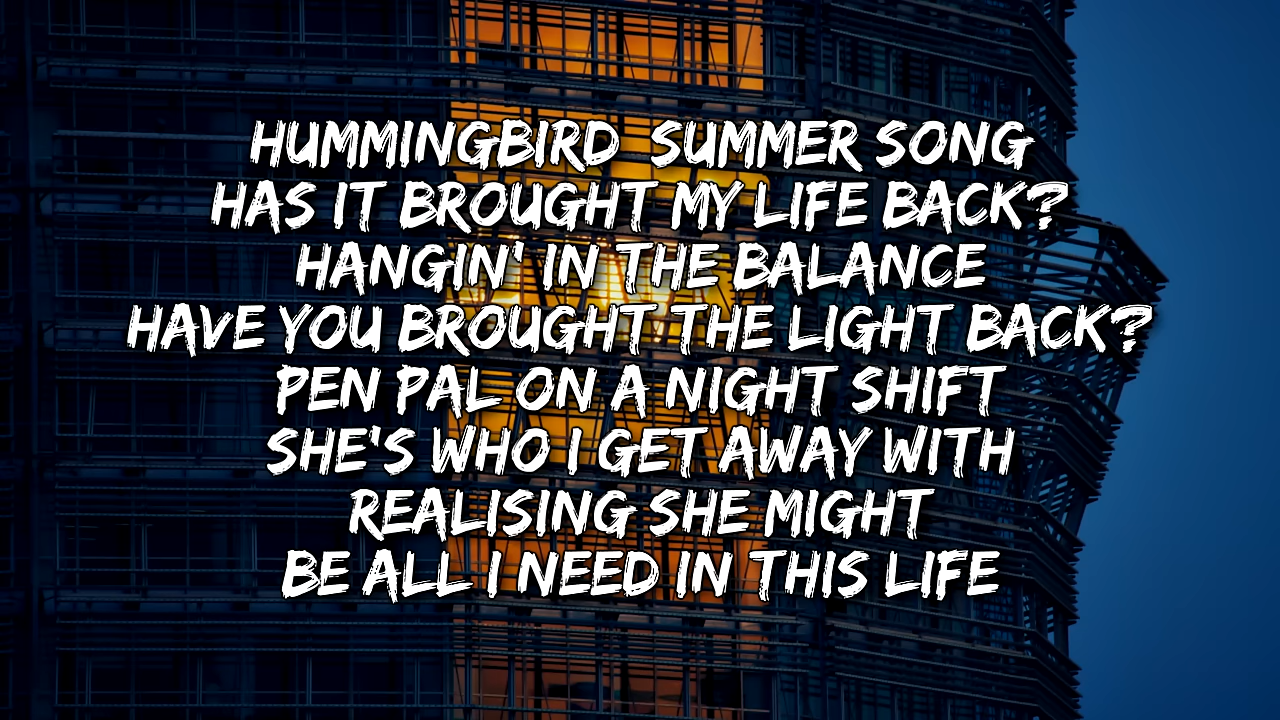 HUMMINGBIRD SUMMER SONG
HAS IT BROUGHT MY LIFE BACK?
HANGIN' IN THE BALANCE
HAVE YOU BROUGHT THE LIGHT BACK?
PEN PAL ON A NIGHT SHIFT
SHE'S WHO I GET AWAY WITH
REALISING SHE MIGHT
BE ALL I NEED IN THIS LIFE